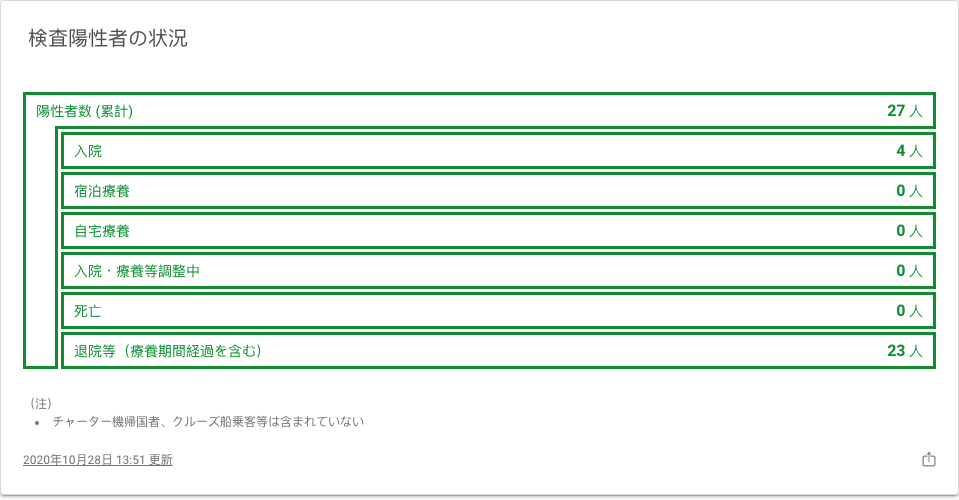 検査陽性者の状況
陽性者数 (累計) 27 人
入院 4 人
宿泊療養 0 人
自宅療養 0 人
入院・療養等調整中 0 人
死亡 0 人
退院等（療養期間経過を含む） 23 人
（注）
• チャーター機帰国者、クルーズ船乗客等は含まれていない
2020年10月28日 13:51 更新